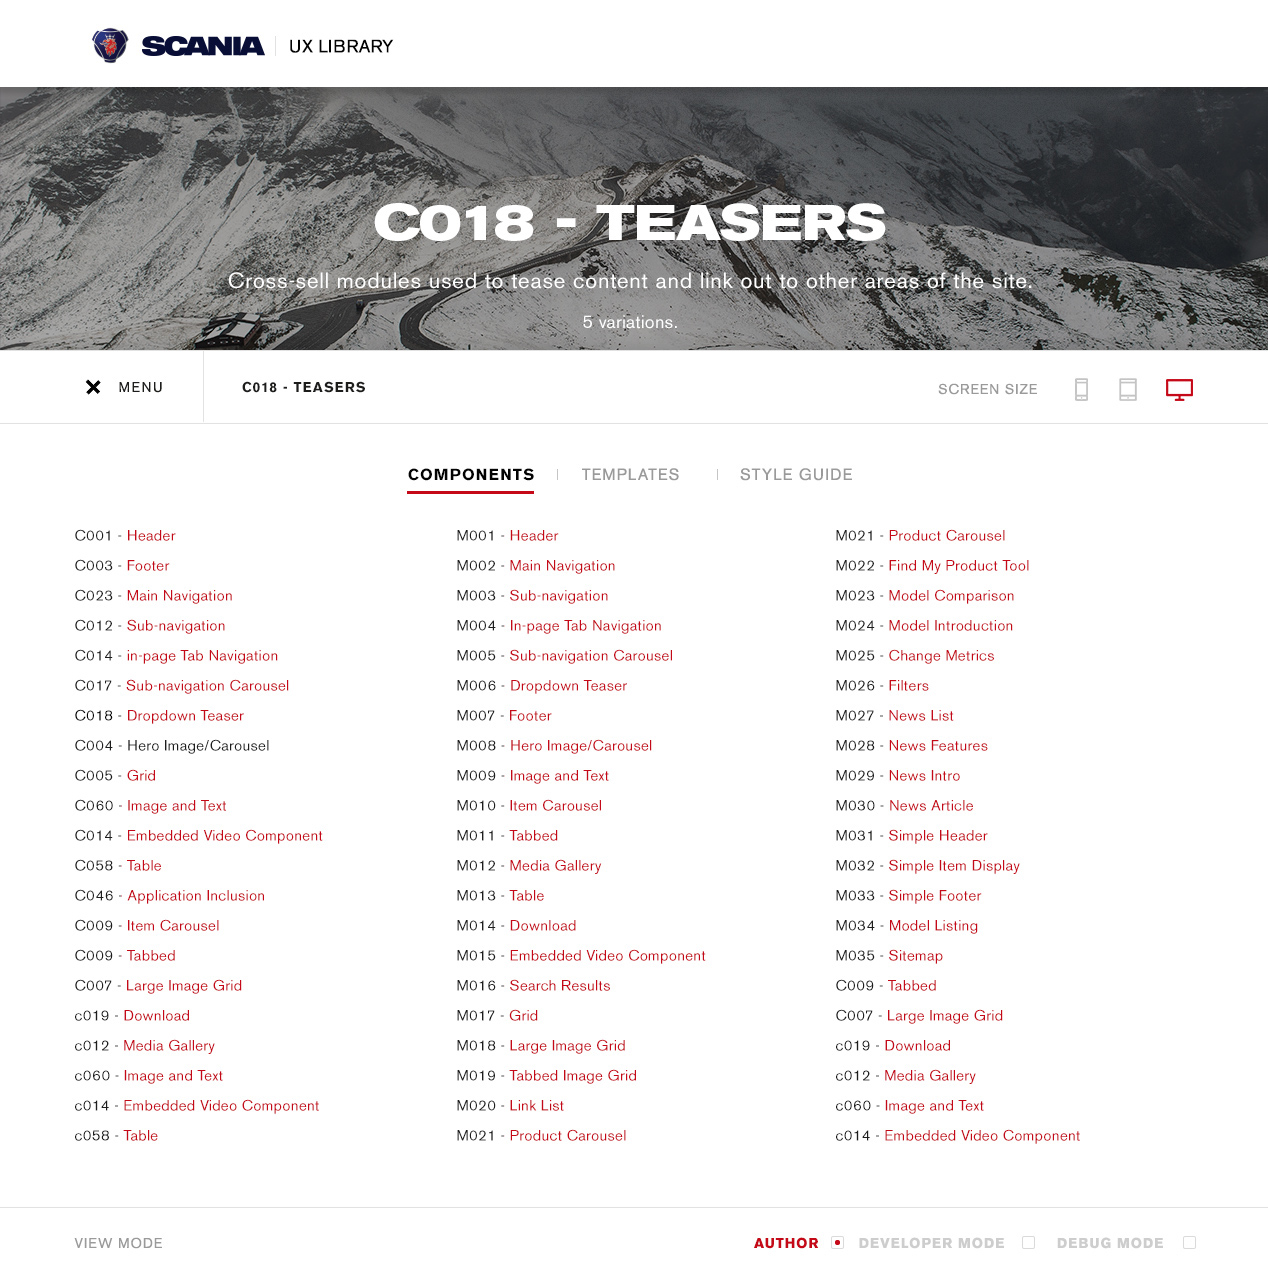 SCANIA UX LIBRARY
C018 - TEASERS
Cross-sell modules used to tease content and link out to other areas of the site.
5 variations.
MENU
C018 - TEASERS
SCREEN SIZE
COMPONENTS
TEMPLATES
STYLE GUIDE
C001 - Header
C003 - Footer
C023 - Main Navigation
C012 - Sub-navigation
C014 - in-page Tab Navigation
C017 - Sub-navigation Carousel
C018 - Dropdown Teaser
C004 - Hero Image/Carousel
C005 - Grid
C060 - Image and Text
C014 - Embedded Video Component
C058 - Table
C046 - Application Inclusion
C009 - Item Carousel
C009 - Tabbed
C007 - Large Image Grid
c019 - Download
c012 - Media Gallery
c060 - Image and Text
c014 - Embedded Video Component
c058 - Table
M001 - Header
M002 - Main Navigation
M003 - Sub-navigation
M004 - In-page Tab Navigation
M005 - Sub-navigation Carousel
M006 - Dropdown Teaser
M007 - Footer
M008 - Hero Image/Carousel
M009 - Image and Text
M010 - Item Carousel
M011 - Tabbed
M012 - Media Gallery
M013 - Table
M014 - Download
M015 - Embedded Video Component
M016 - Search Results
M017 - Grid
M018 - Large Image Grid
M019 - Tabbed Image Grid
M020 - Link List
M021 - Product Carousel
M021 - Product Carousel
M022 - Find My Product Tool
M023 - Model Comparison
M024 - Model Introduction
M025 - Change Metrics
M026 - Filters
M027 - News List
M028 - News Features
M029 - News Intro
M030 - News Article
M031 - Simple Header
M032 - Simple Item Display
M033 - Simple Footer
M034 - Model Listing
M035 - Sitemap
C009 - Tabbed
C007 - Large Image Grid
c019 - Download
c012 - Media Gallery
c060 - Image and Text
c014 - Embedded Video Component
VIEW MODE
AUTHOR
DEVELOPER MODE
DEBUG MODE